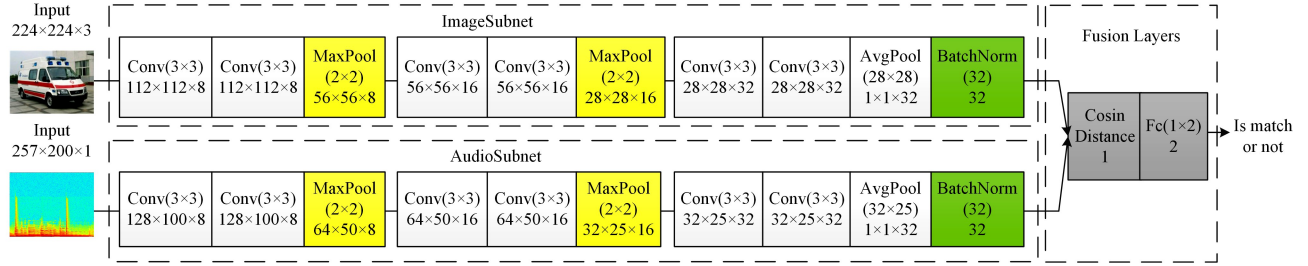 Input
224×224×3
ImageSubnet
Conv(3×3)
112×112×8
Conv(3×3)
112×112×8
MaxPool
(2×2)
56×56×8
Conv(3×3)
56×56×16
Conv(3×3)
56×56×16
MaxPool
(2×2)
28×28×16
Conv(3×3)
28×28×32
Conv(3×3)
28×28×32
AvgPool
(28×28)
1×1×32
BatchNorm
(32)
32
Input
257×200×1
AudioSubnet
Conv(3×3)
128×100×8
Conv(3×3)
128×100×8
MaxPool
(2×2)
64×50×8
Conv(3×3)
64×50×16
Conv(3×3)
64×50×16
MaxPool
(2×2)
32×25×16
Conv(3×3)
32×25×32
Conv(3×3)
32×25×32
AvgPool
(32×25)
1×1×32
BatchNorm
(32)
32
Fusion Layers
Cosin
Distance
1
Fc(1×2)
2
Is match
or not